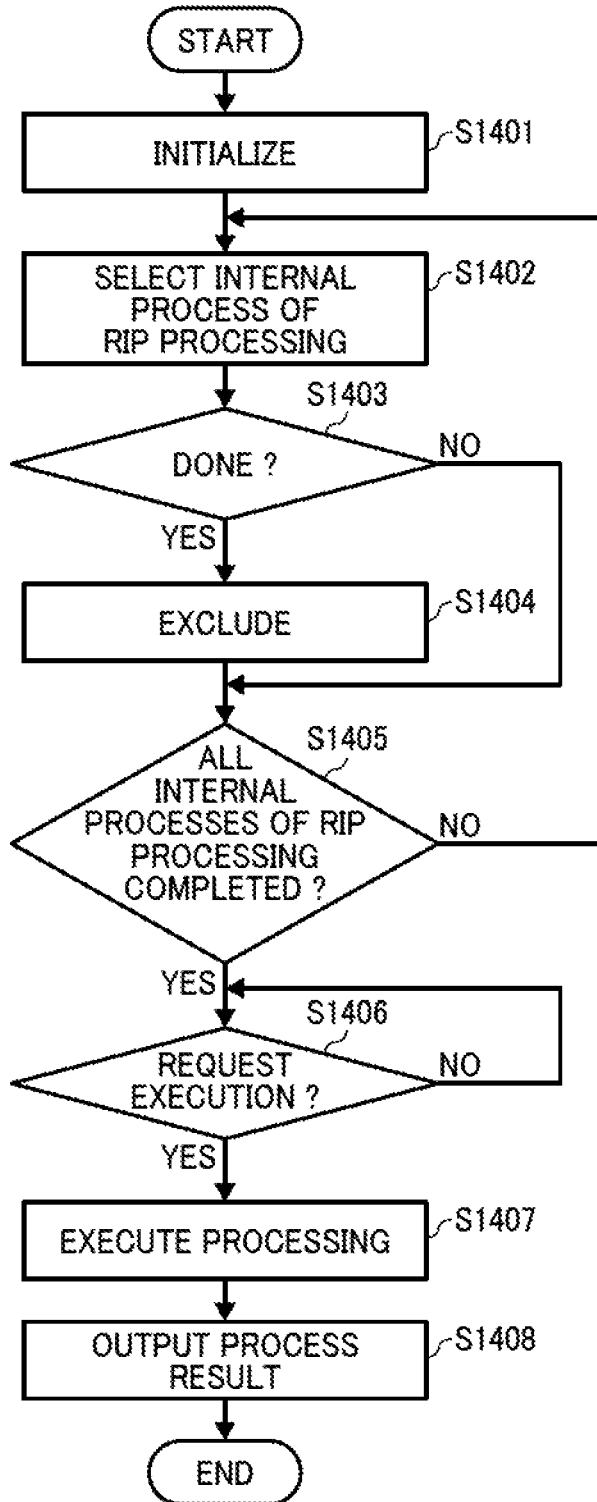 START
INITIALIZE
S1401
SELECT INTERNAL
PROCESS OF
RIP PROCESSING
S1402
S1403
DONE ?
NO
YES
EXCLUDE
S1404
S1405
ALL
INTERNAL
PROCESSES OF RIP
PROCESSING
COMPLETED ?
NO
YES
S1406
REQUEST
EXECUTION ?
NO
YES
EXECUTE PROCESSING
S1407
OUTPUT PROCESS
RESULT
S1408
END